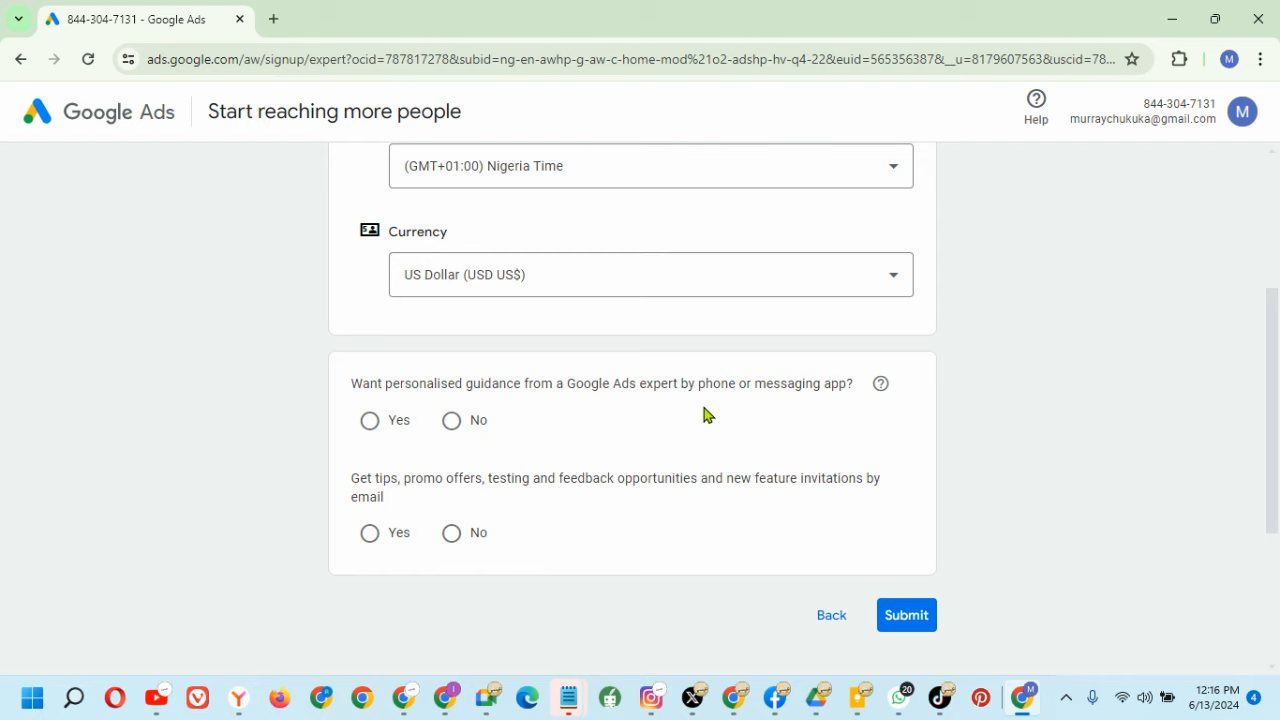 844-304-7131 - Google Ads
ads.google.com/aw/signup/expert?ocid=787817278&subid=ng-en-awhp-g-aw-c-home-mod%21o2-adshp-hv-q4-22&euid=565356387&__u=8179607563&uscid=78...
M
Google Ads
Start reaching more people
Help
844-304-7131
murraychukuka@gmail.com
M
(GMT+01:00) Nigeria Time
Currency
US Dollar (USD US$)
Want personalised guidance from a Google Ads expert by phone or messaging app?
Yes No
Get tips, promo offers, testing and feedback opportunities and new feature invitations by
email
Yes No
Back Submit
20
12:16 PM
6/13/2024
4